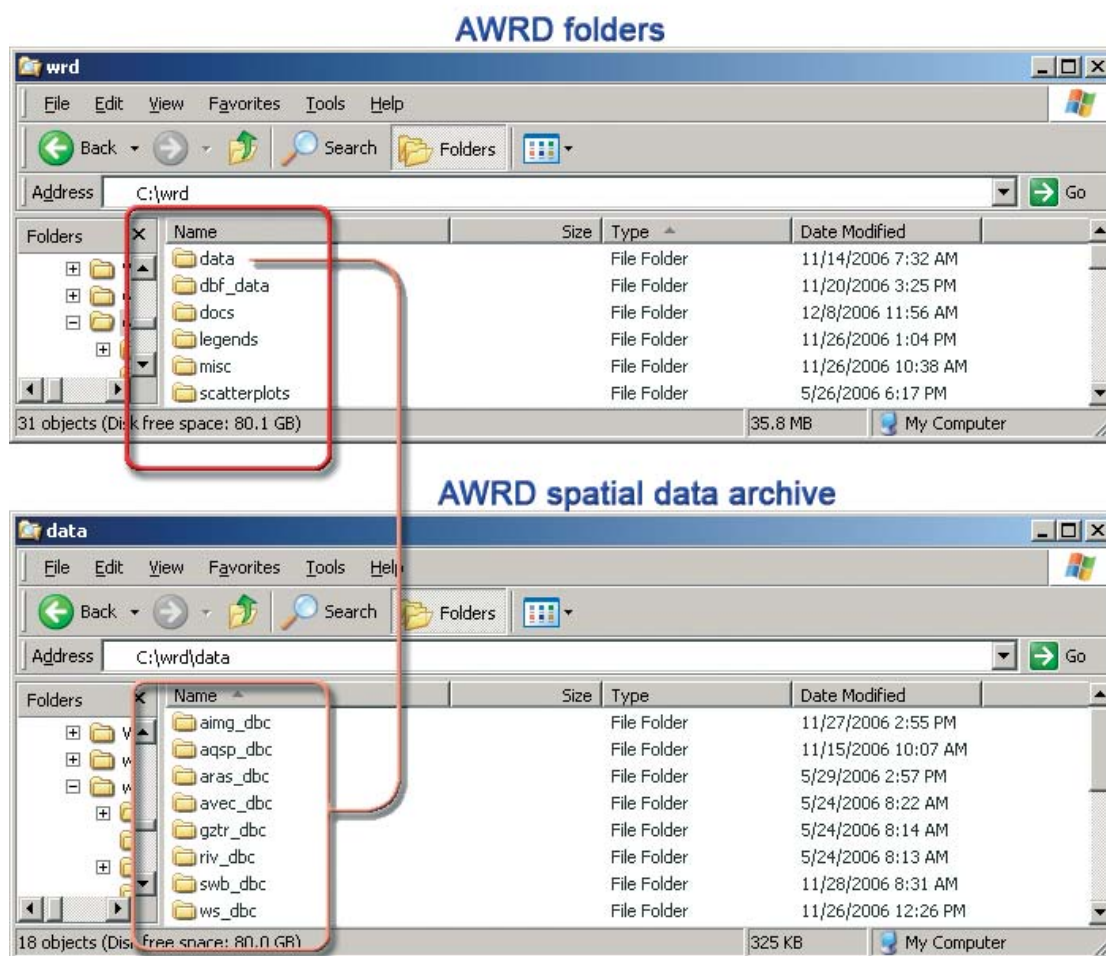 AWRD folders
wrd
File Edit View Favorites Tools Help
Back Search Folders
Address C:\wrd Go
Folders Name Size Type Date Modified
data File Folder 11/14/2006 7:32 AM
dbf_data File Folder 11/20/2006 3:25 PM
docs File Folder 12/8/2006 11:56 AM
legends File Folder 11/26/2006 1:04 PM
misc File Folder 11/26/2006 10:38 AM
scatterplots File Folder 5/26/2006 6:17 PM
31 objects (Disk free space: 80.1 GB) 35.8 MB My Computer
AWRD spatial data archive
data
File Edit View Favorites Tools Help
Back Search Folders
Address C:\wrd\data Go
Folders Name Size Type Date Modified
aimg_dbc File Folder 11/27/2006 2:55 PM
aqsp_dbc File Folder 11/15/2006 10:07 AM
aras_dbc File Folder 5/29/2006 2:57 PM
avec_dbc File Folder 5/24/2006 8:22 AM
gztr_dbc File Folder 5/24/2006 8:14 AM
riv_dbc File Folder 5/24/2006 8:13 AM
swb_dbc File Folder 11/28/2006 8:31 AM
ws_dbc File Folder 11/26/2006 12:26 PM
18 objects (Disk free space: 80.0 GB) 325 KB My Computer